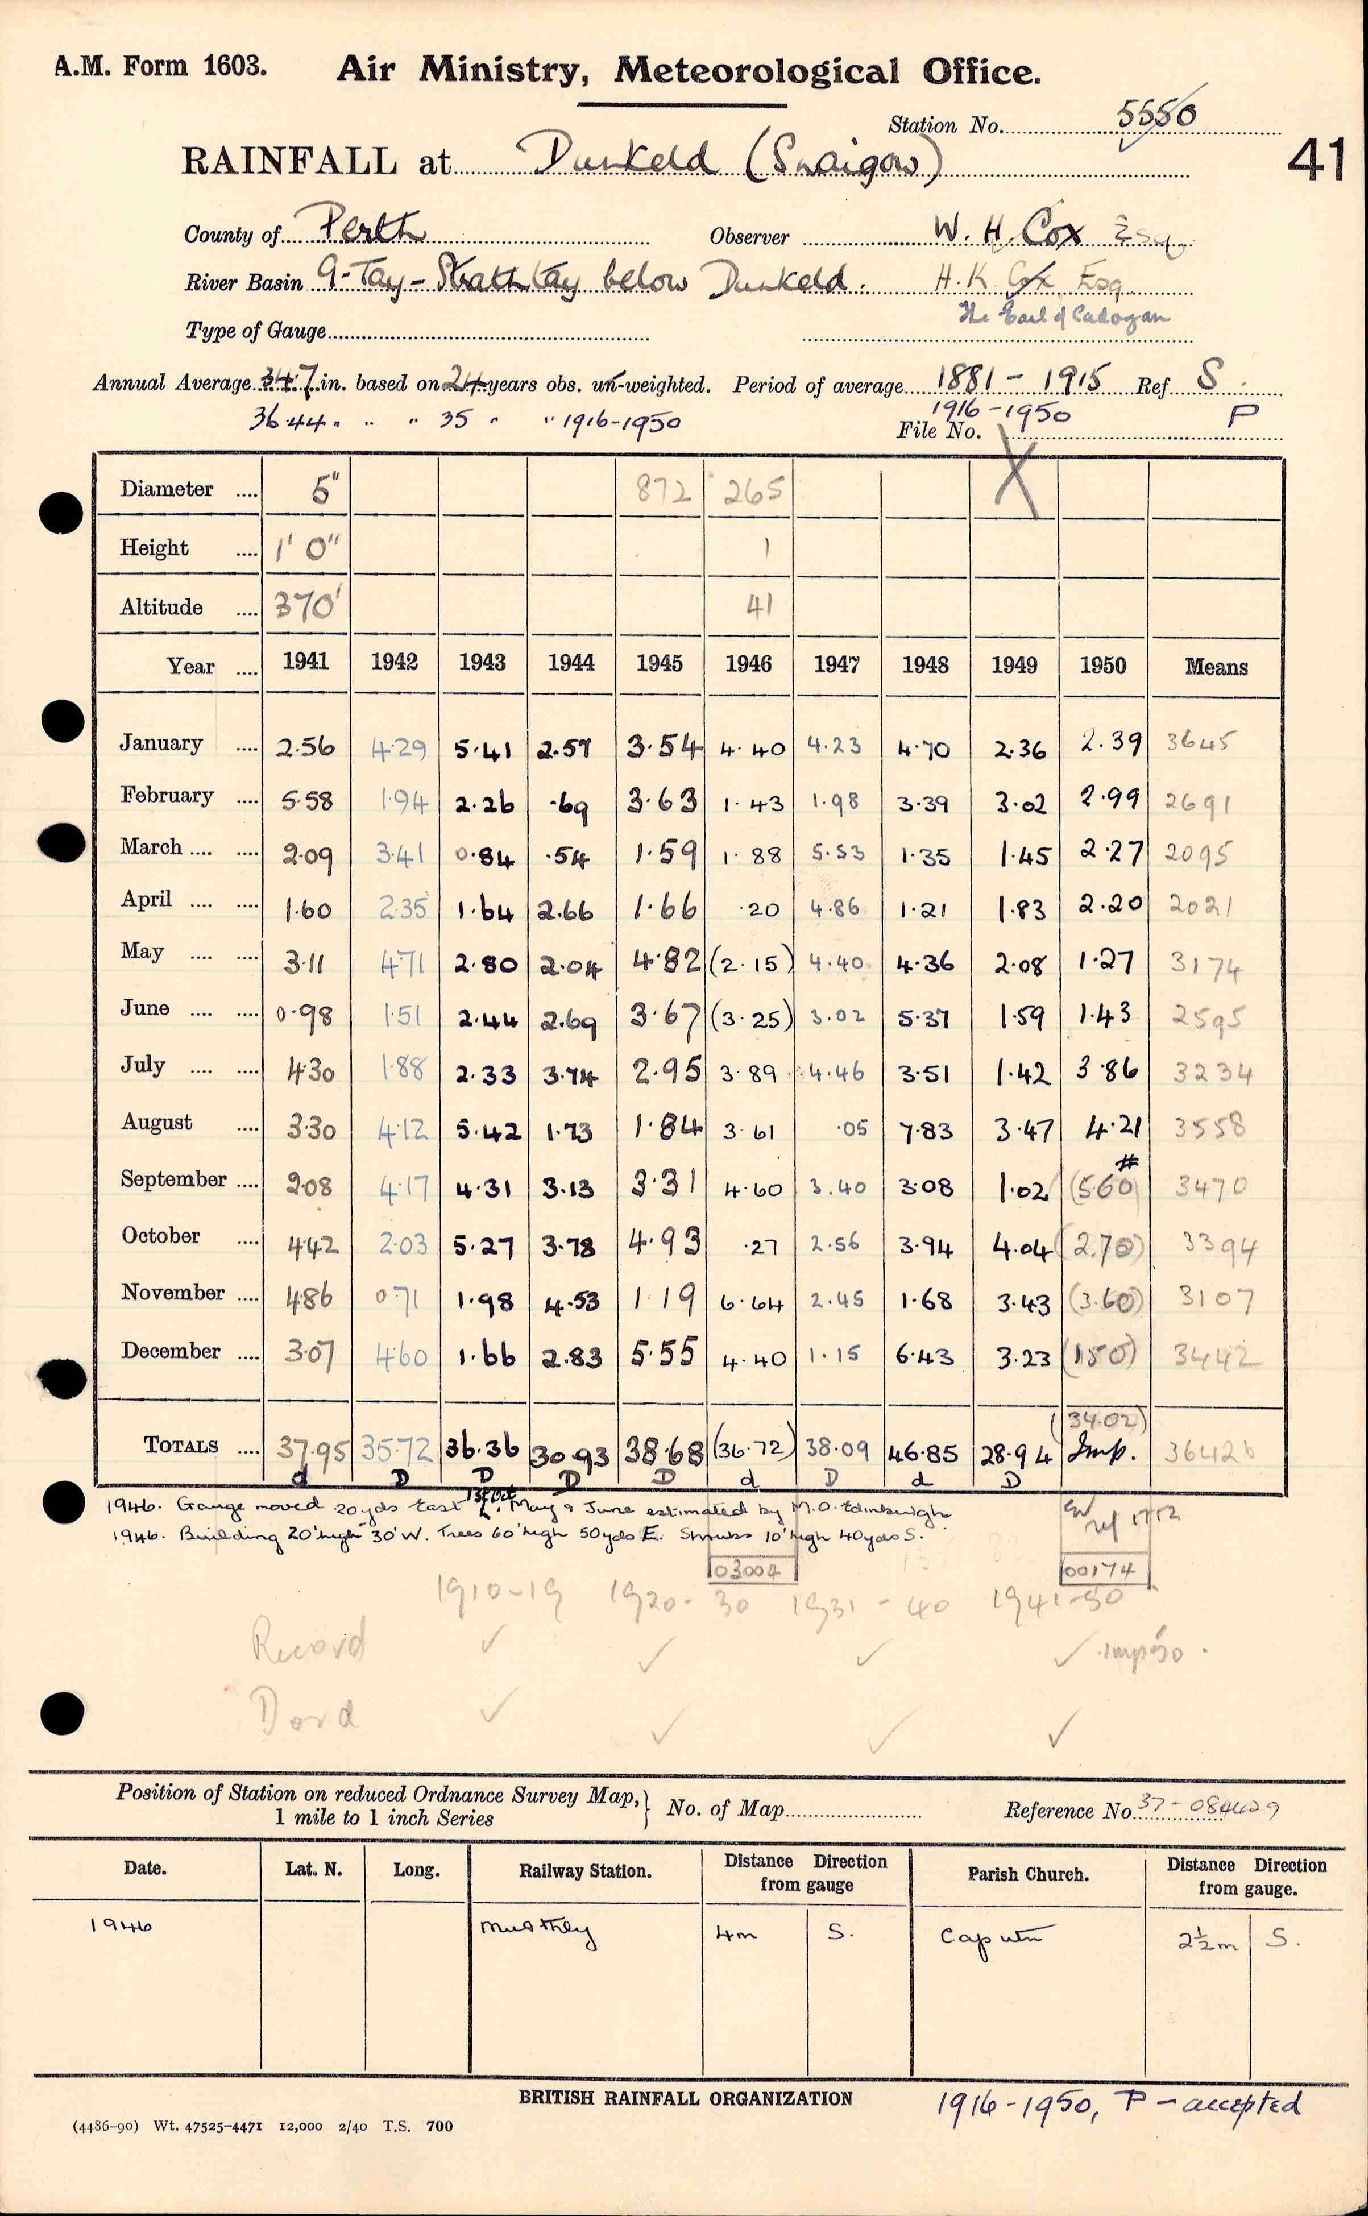 A.M. Form 1603. Air Ministry, Meteorological Office.
Station No. 5550
41
RAINFALL at Dunkeld (Snaigow)
County of Perth Observer W. H. Cox Esq.
River Basin 9-Tay-Strathtay below Dunkeld. H.K. Cox, Esq.
The Earl of Cadogan
Type of Gauge
Annual Average 34.7 in. based on 24 years obs. un-weighted. Period of average 1881-1915 Ref. S.
36.44 " " " 35 " " 1916-1950 1916-1950 P
File No.
X
Diameter .... 5" 872 265
Height .... 1' 0" 1
Altitude .... 370' 41
Year .... 1941 1942 1943 1944 1945 1946 1947 1948 1949 1950 Means
January .... 2.56 4.29 5.41 2.57 3.54 4.40 4.23 4.70 2.36 2.39 3645
February .... 5.58 1.94 2.26 .69 3.63 1.43 1.98 3.39 3.02 2.99 2691
March .... .... 2.09 3.41 0.84 .54 1.59 1.88 5.53 1.35 1.45 2.27 2095
April .... .... 1.60 2.35 1.64 2.66 1.66 .20 4.86 1.21 1.83 2.20 2021
May .... .... 3.11 4.71 2.80 2.04 4.82 (2.15) 4.40 4.36 2.08 1.27 3174
June .... .... 0.98 1.51 2.44 2.69 3.67 (3.25) 3.02 5.37 1.59 1.43 2595
July .... .... 4.30 1.88 2.33 3.74 2.95 3.89 4.46 3.51 1.42 3.86 3234
August .... 3.30 4.12 5.42 1.73 1.84 3.61 .05 7.83 3.47 4.21 3558
September .... 2.08 4.17 4.31 3.13 3.31 4.60 3.40 3.08 1.02 (5.60) # 3470
October .... 4.42 2.03 5.27 3.78 4.93 .27 2.56 3.94 4.04 (2.70) 3394
November .... 4.86 0.71 1.98 4.53 1.19 6.64 2.45 1.68 3.43 (3.60) 3107
December .... 3.07 4.60 1.66 2.83 5.55 4.40 1.15 6.43 3.23 (1.50) 3442
(34.02)
TOTALS .... 37.95 35.72 36.36 30.93 38.68 (36.72) 38.09 46.85 28.94 Imp. 36426
d D D D D d D d D
1946. Gauge moved 20 yds East 1st Oct. May & June estimated by M.O. Edinburgh
1946. Building 20' high 30' W. Trees 60' high 50 yds E. Shrubs 10' high 40 yds S.
03004 00174
1910-19 1920-30 1931-40 1941-50
Record ✓ ✓ ✓ ✓
✓ ✓ ✓ ✓
Position of Station on reduced Ordnance Survey Map,} No. of Map Reference No. 37-084429
1 mile to 1 inch Series
Date. Lat. N. Long. Railway Station. Distance Direction from gauge Parish Church. Distance Direction from gauge.
1946 Murthly 4m S. Caputh 2½m S.
BRITISH RAINFALL ORGANIZATION
1916-1950, P - accepted
(4486-90) Wt. 47525-4471 12,000 2/40 T.S. 700